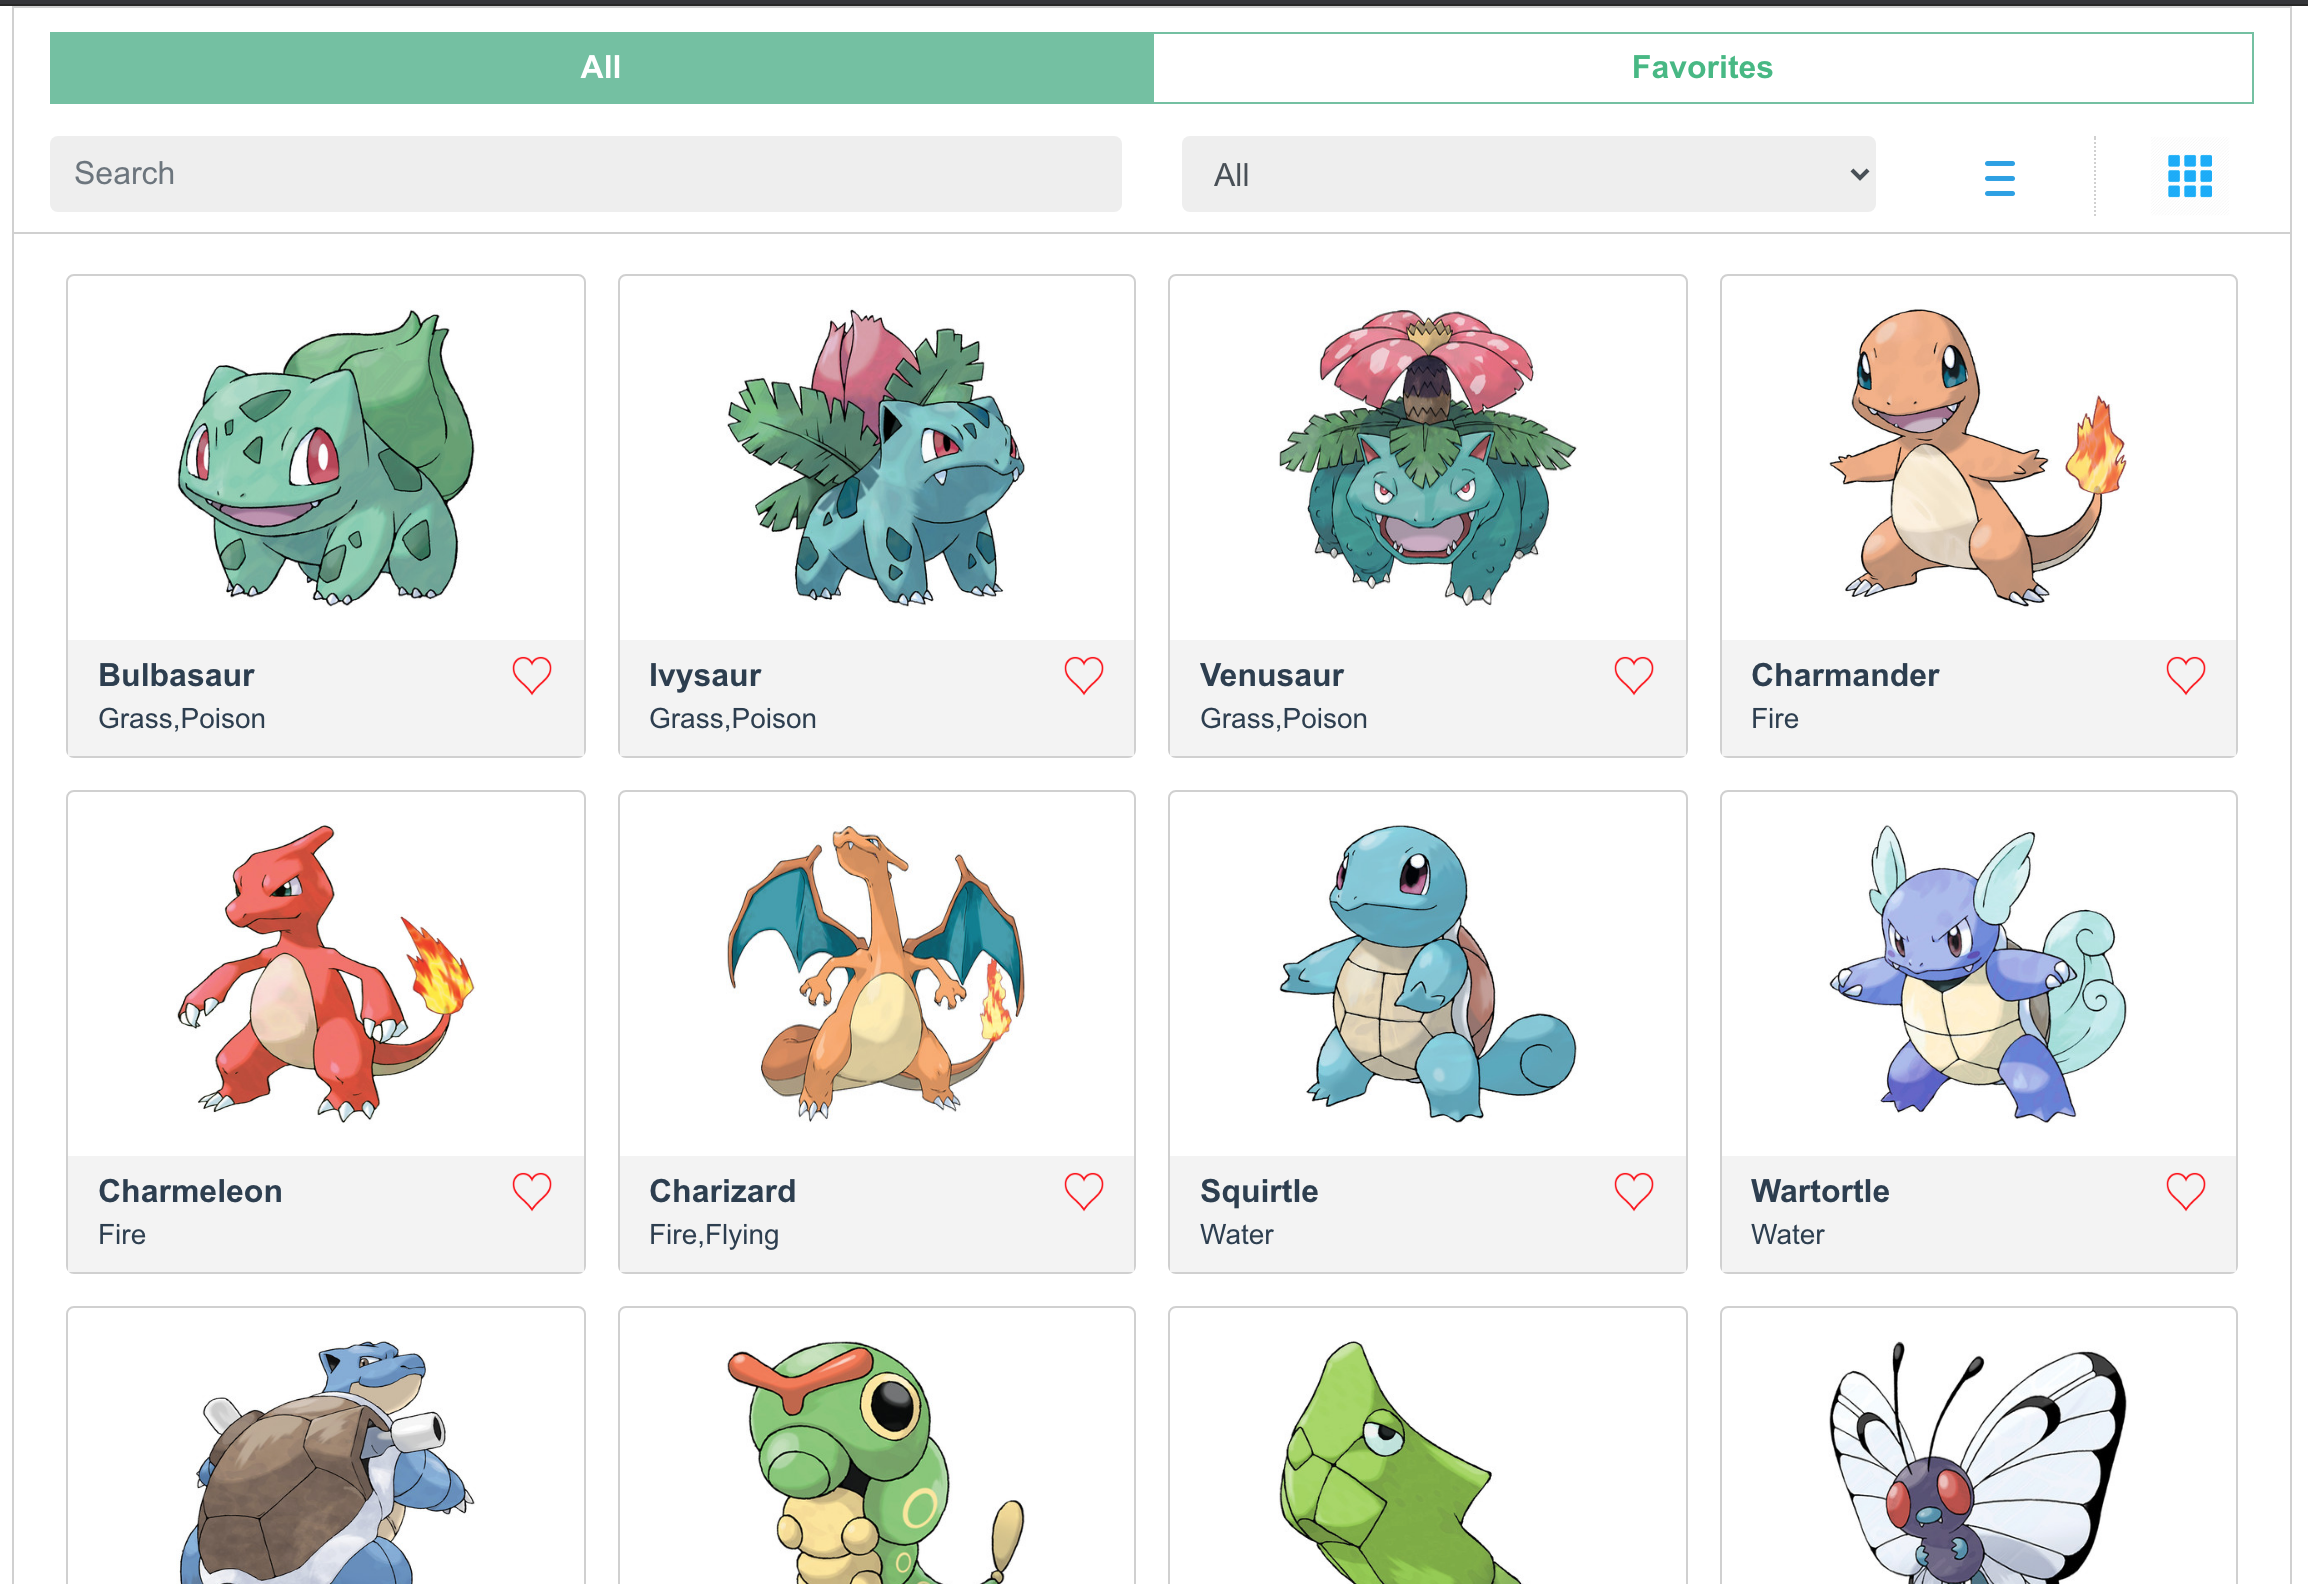 All
Favorites
Search
All
Bulbasaur
Grass,Poison
Ivysaur
Grass,Poison
Venusaur
Grass,Poison
Charmander
Fire
Charmeleon
Fire
Charizard
Fire,Flying
Squirtle
Water
Wartortle
Water